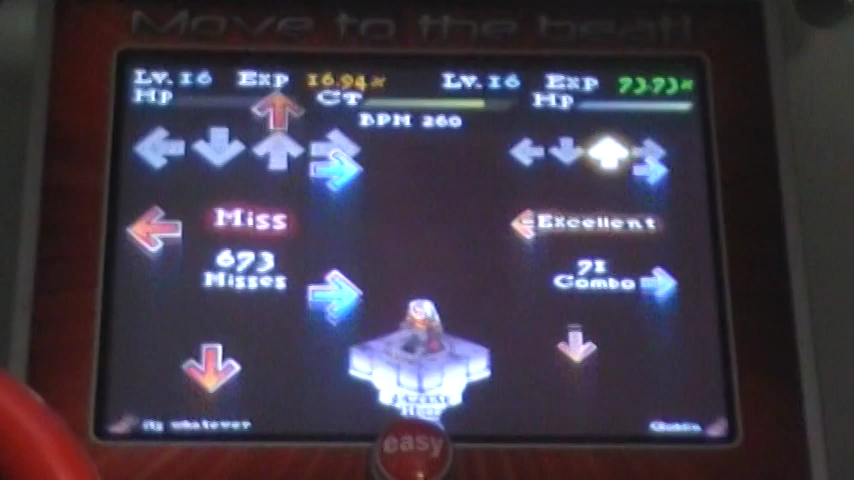 Move to the beat!
Lv. 16 Exp 16.94% Lv. 16 Exp 73.73%
Hp CT Hp
BPM 260
Miss
Excellent
673
Misses
71
Combo
easy